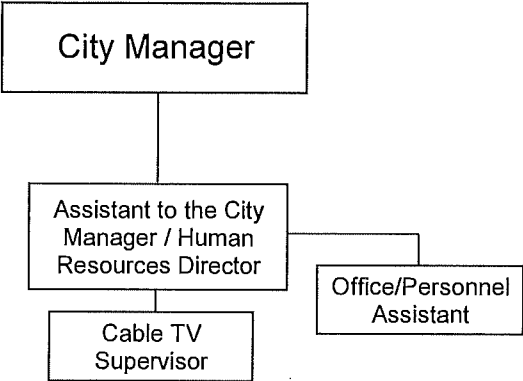 City Manager
Assistant to the City
Manager / Human
Resources Director
Office/Personnel
Assistant
Cable TV
Supervisor